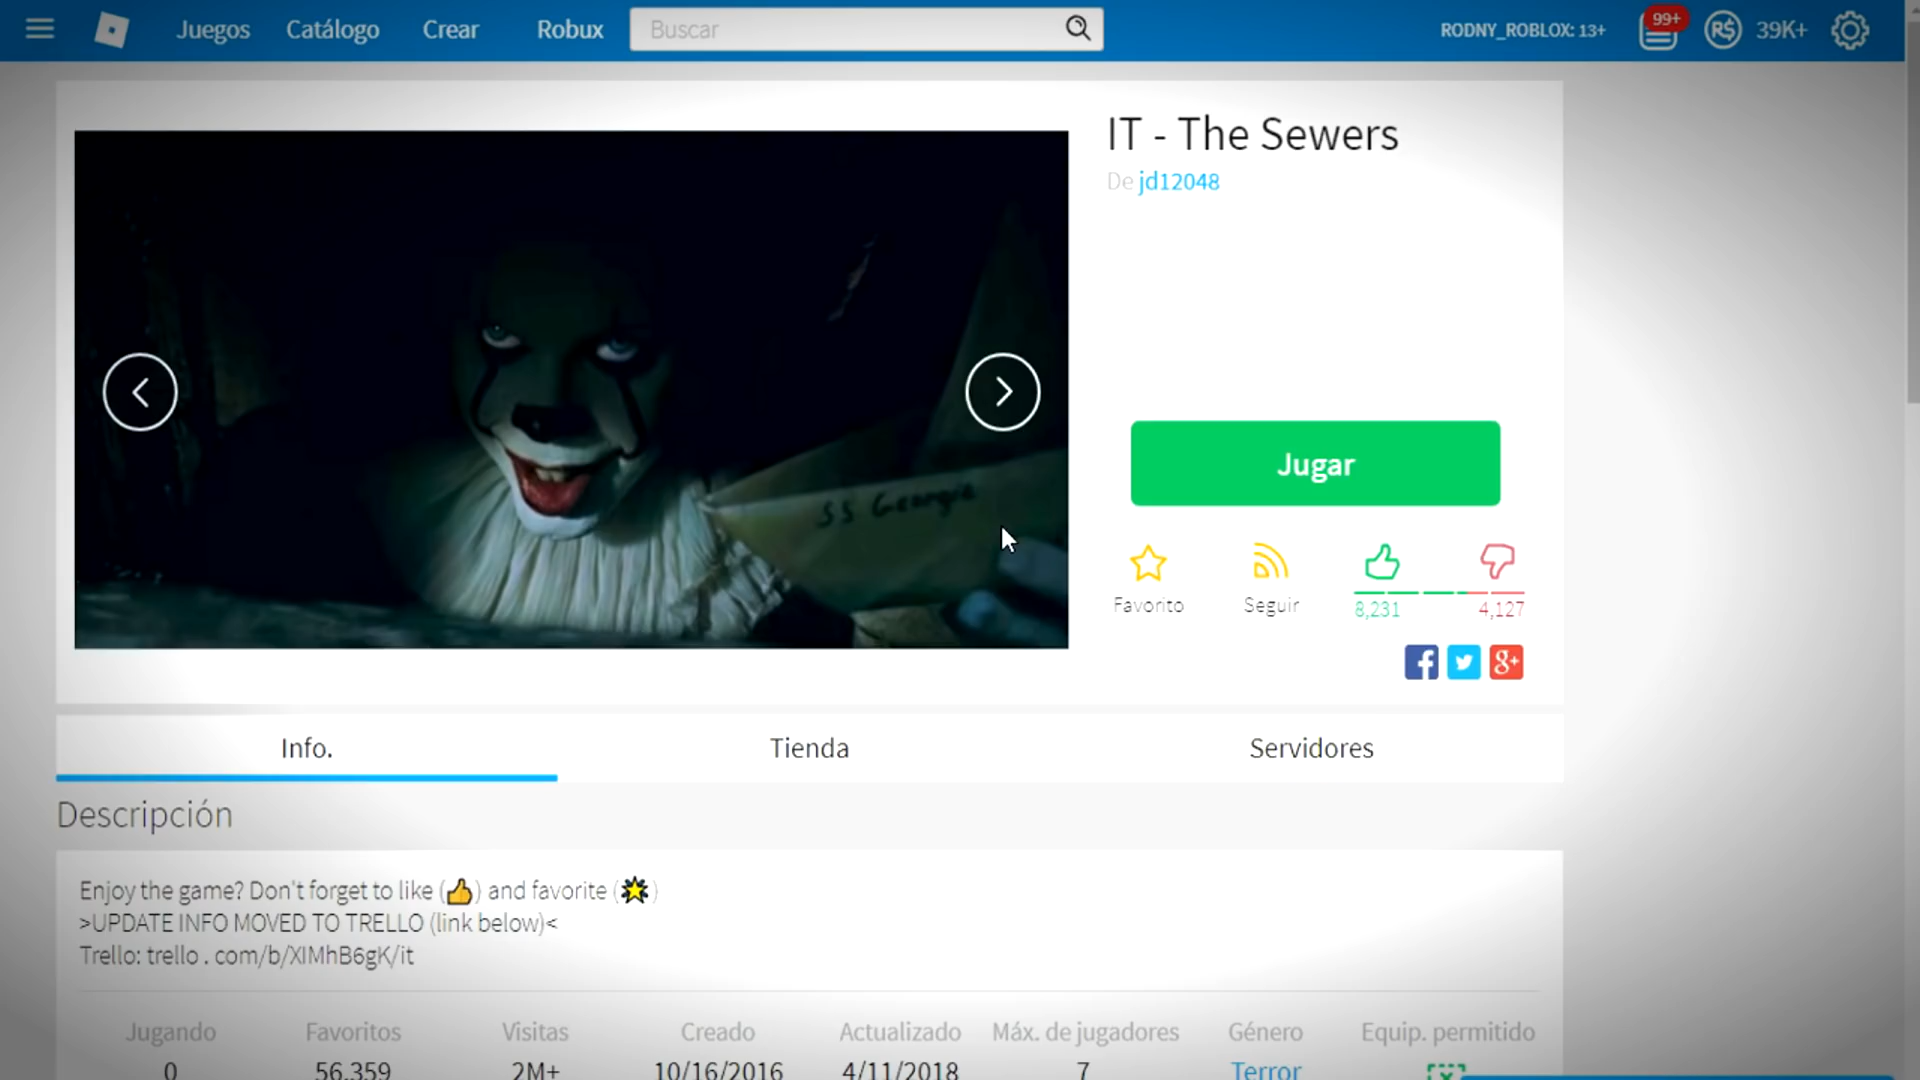 Juegos Catálogo Crear Robux Buscar RODNY_ROBLOX: 13+ 99+ R$ 39K+
IT - The Sewers
De jd12048
SS Georgie
Jugar
Favorito Seguir 8,231 4,127
Info. Tienda Servidores
Descripción
Enjoy the game? Don't forget to like (👍) and favorite (🌟)
>UPDATE INFO MOVED TO TRELLO (link below)<
Trello: trello . com/b/XIMhB6gK/it
Jugando Favoritos Visitas Creado Actualizado Máx. de jugadores Género Equip. permitido
0 56,359 2M+ 10/16/2016 4/11/2018 7 Terror